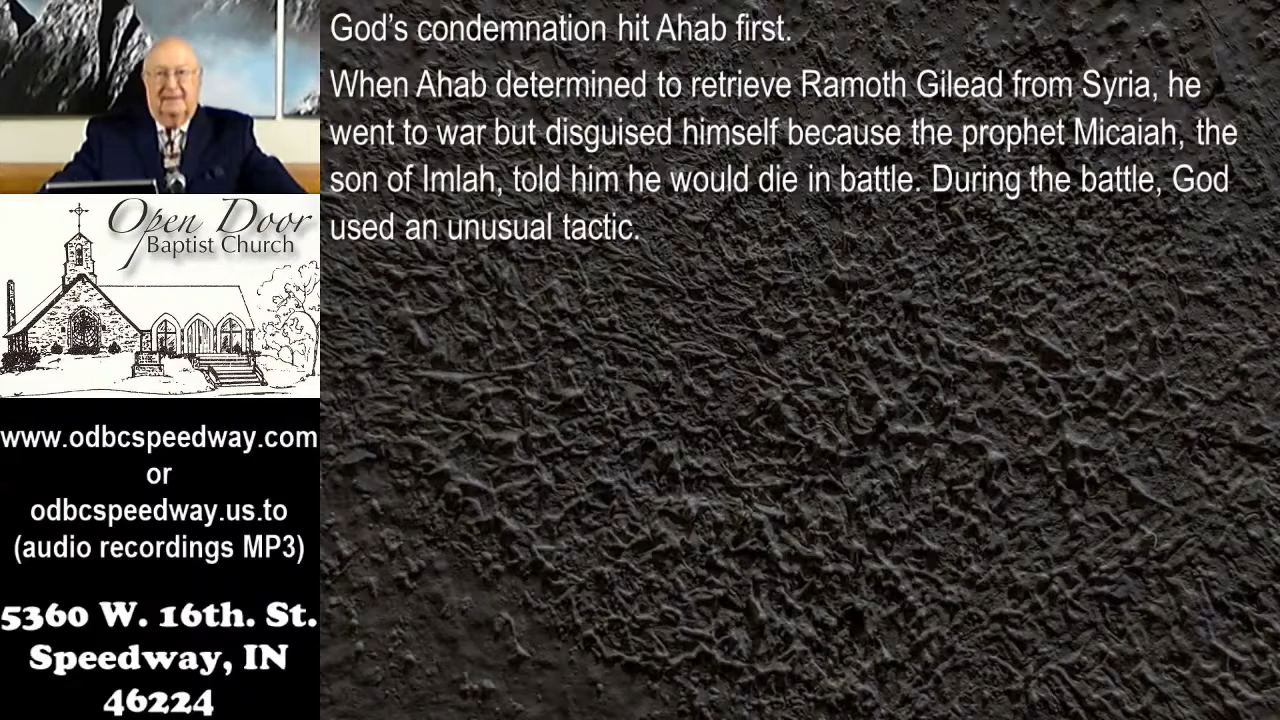 God’s condemnation hit Ahab first.
When Ahab determined to retrieve Ramoth Gilead from Syria, he
went to war but disguised himself because the prophet Micaiah, the
son of Imlah, told him he would die in battle. During the battle, God
used an unusual tactic.
Open Door
Baptist Church
www.odbcspeedway.com
or
odbcspeedway.us.to
(audio recordings MP3)
5360 W. 16th. St.
Speedway, IN
46224